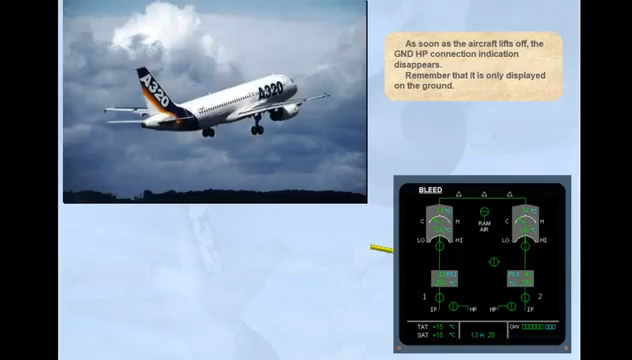 As soon as the aircraft lifts off, the
GND HP connection indication
disappears.
Remember that it is only displayed
on the ground.
A320
A320
BLEED
C H C H
RAM
AIR
LO HI LO HI
1 2
HP HP
IP IP
TAT +15 °C
SAT +15 °C 13 H 28
GW